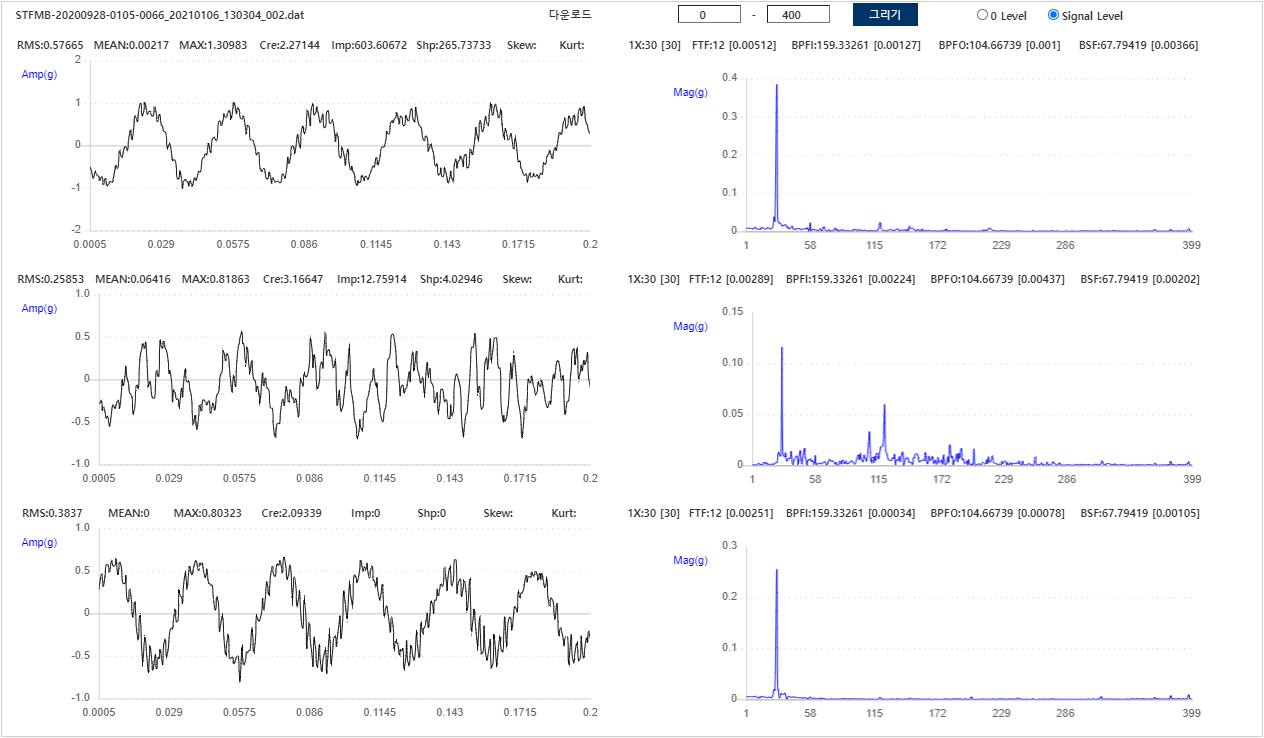 STFMB-20200928-0105-0066_20210106_130304_002.dat 다운로드 0 - 400 그리기 0 Level Signal Level
RMS:0.57665 MEAN:0.00217 MAX:1.30983 Cre:2.27144 Imp:603.60672 Shp:265.73733 Skew: Kurt:
Amp(g)
2
1
0
-1
-2
0.0005 0.029 0.0575 0.086 0.1145 0.143 0.1715 0.2
1X:30 [30] FTF:12 [0.00512] BPFI:159.33261 [0.00127] BPFO:104.66739 [0.001] BSF:67.79419 [0.00366]
Mag(g)
0.4
0.3
0.2
0.1
0
1 58 115 172 229 286 399
RMS:0.25853 MEAN:0.06416 MAX:0.81863 Cre:3.16647 Imp:12.75914 Shp:4.02946 Skew: Kurt:
Amp(g)
1.0
0.5
0
-0.5
-1.0
0.0005 0.029 0.0575 0.086 0.1145 0.143 0.1715 0.2
1X:30 [30] FTF:12 [0.00289] BPFI:159.33261 [0.00224] BPFO:104.66739 [0.00437] BSF:67.79419 [0.00202]
Mag(g)
0.15
0.10
0.05
0
1 58 115 172 229 286 399
RMS:0.3837 MEAN:0 MAX:0.80323 Cre:2.09339 Imp:0 Shp:0 Skew: Kurt:
Amp(g)
1.0
0.5
0
-0.5
-1.0
0.0005 0.029 0.0575 0.086 0.1145 0.143 0.1715 0.2
1X:30 [30] FTF:12 [0.00251] BPFI:159.33261 [0.00034] BPFO:104.66739 [0.00078] BSF:67.79419 [0.00105]
Mag(g)
0.3
0.2
0.1
0
1 58 115 172 229 286 399